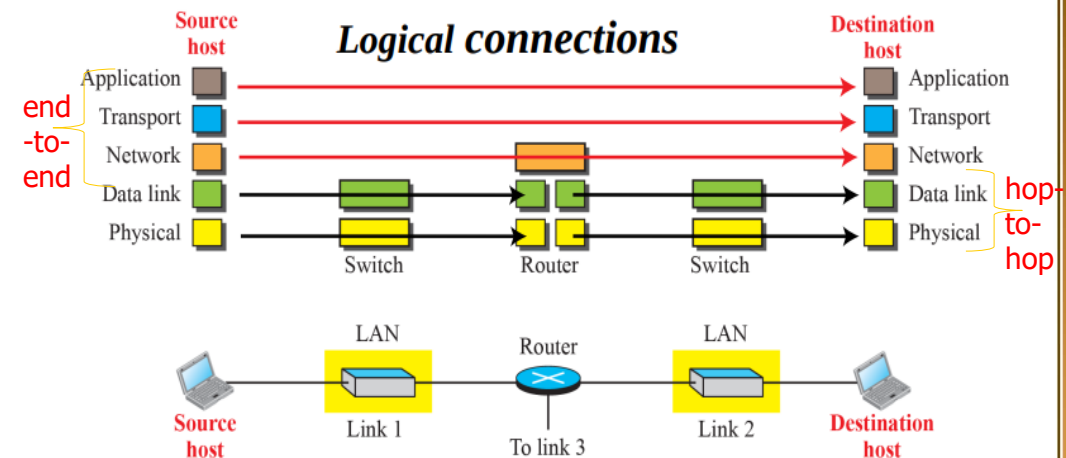 Logical connections
Source
host
Destination
host
Application
Application
end
-to-
end
Transport
Transport
Network
Network
Data link
Data link
hop-
to-
hop
Physical
Physical
Switch
Router
Switch
LAN
Router
LAN
Source
host
Link 1
To link 3
Link 2
Destination
host